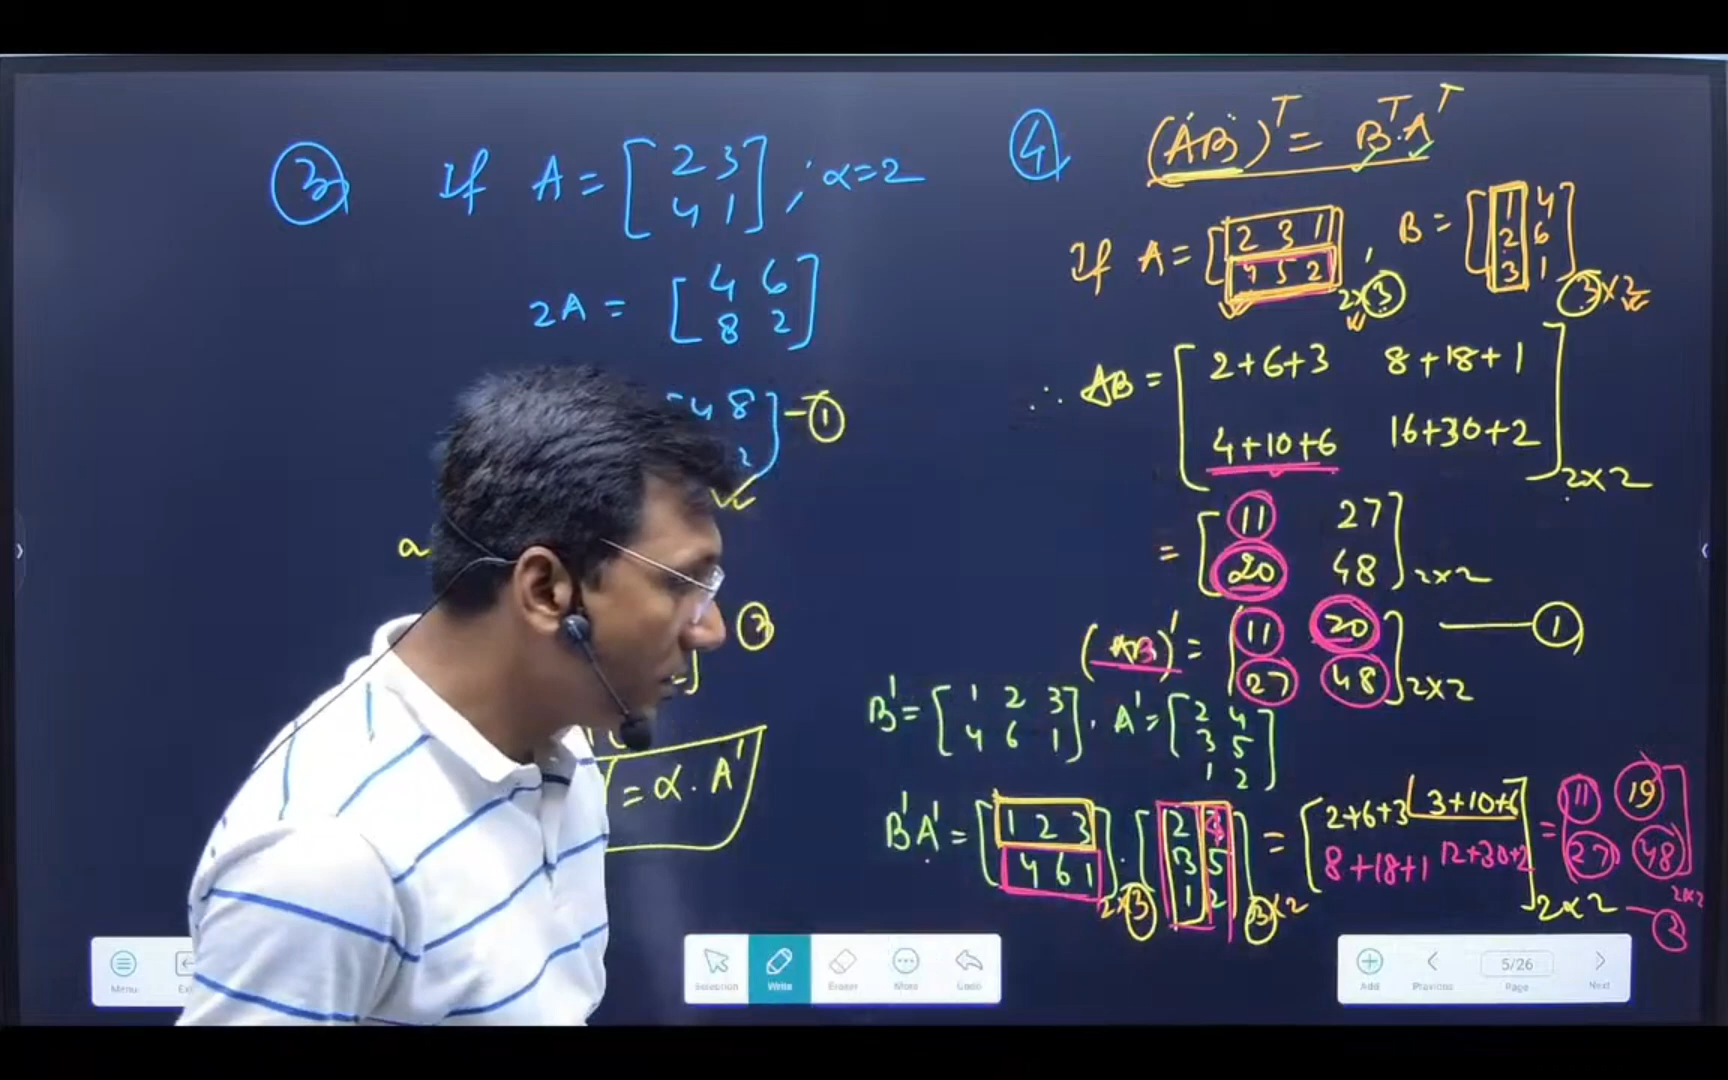 ③ If A = [ 2 3
4 1 ] ; α=2
2A = [ 4 6
8 2 ]
4 8 ] - ①
2
②
= α . A'
④ (AB)ᵀ = Bᵀ.Aᵀ
If A = [ 2 3 1
4 5 2 ] 2×3 , B = [ 1 4
2 6
3 1 ] 3×2
∴ AB = [ 2+6+3 8+18+1
4+10+6 16+30+2 ] 2×2
= [ 11 27
20 48 ] 2×2
(AB)' = [ 11 20
27 48 ] 2×2 — ①
B' = [ 1 2 3
4 6 1 ] , A' = [ 2 4
3 5
1 2 ]
B'A' = [ 1 2 3
4 6 1 ] 2×3 . [ 2
3 5
1 2 ] 3×2 = [ 2+6+3 3+10+6
8+18+1 12+30+2 ] 2×2 = [ 11 19
27 48 ] 2×2 — ②
Menu
Selection
Write
Eraser
More
Undo
Add
Previous
5/26
Page
Next